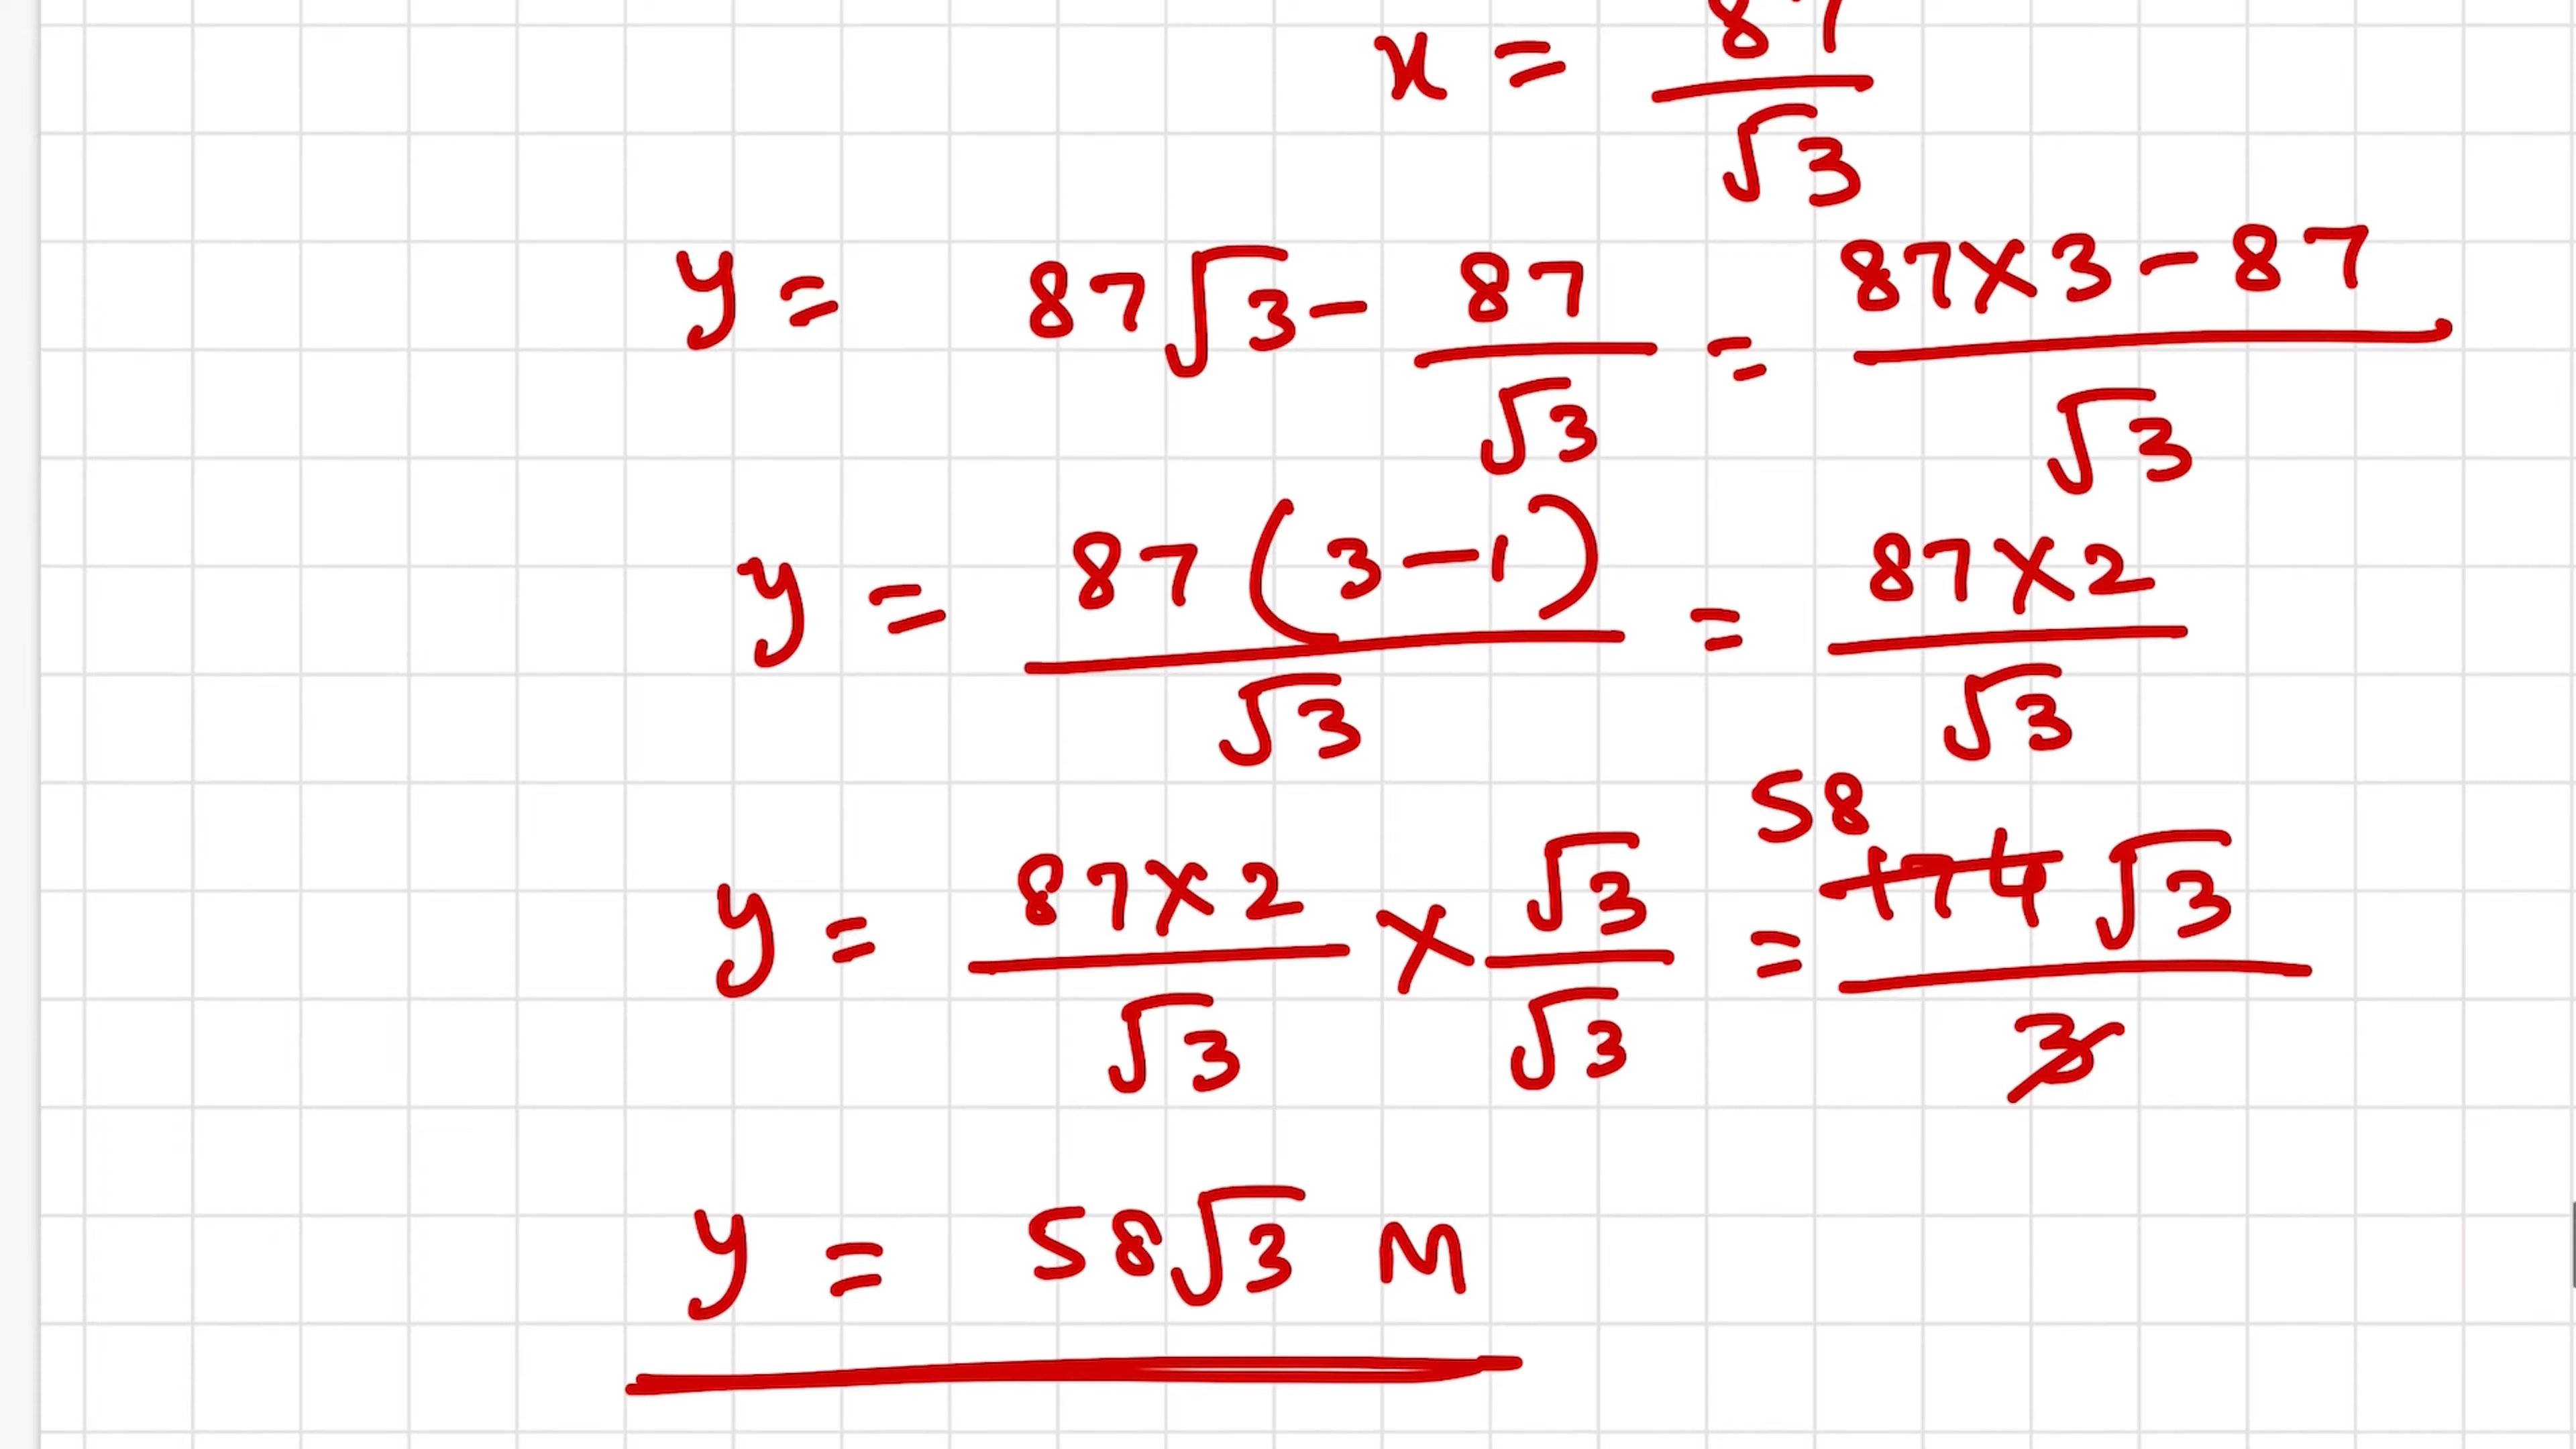 x = 87/√3
y = 87√3 - 87/√3 = 87×3-87/√3
y = 87(3-1)/√3 = 87×2/√3
58
y = 87×2/√3 × √3/√3 = 174√3/3
y = 58√3 M